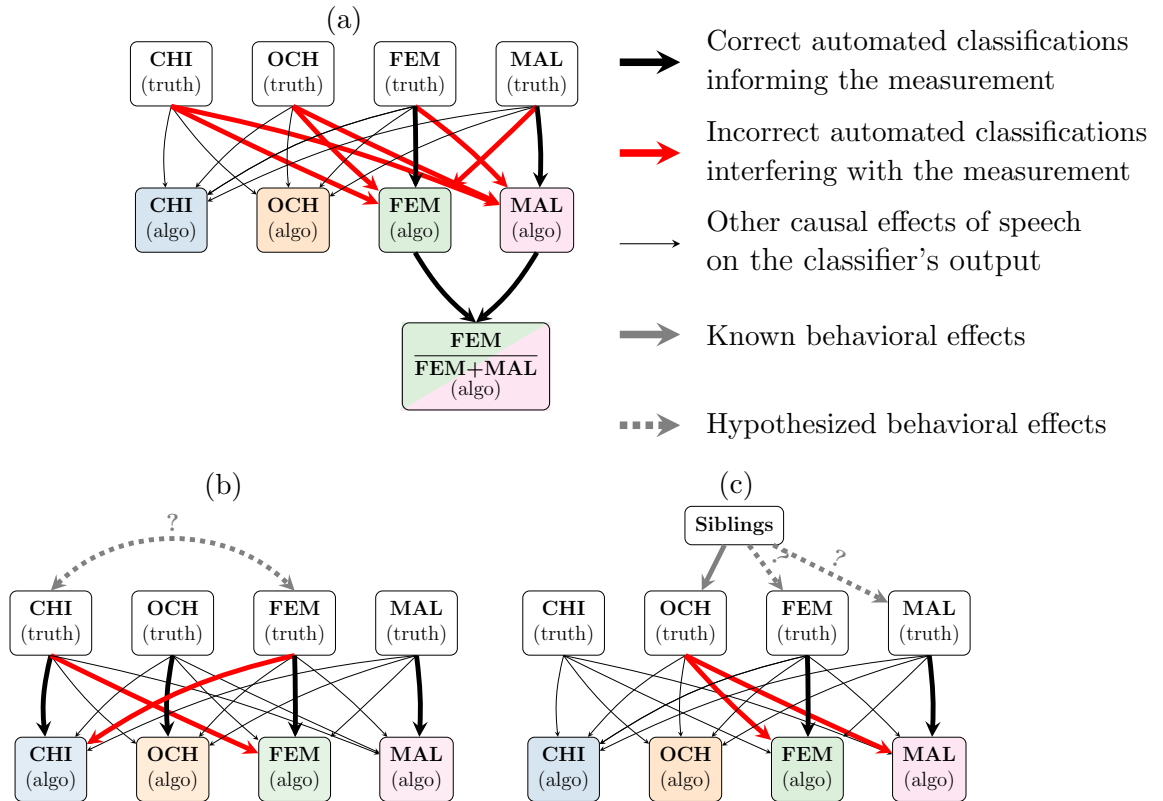 (a)
CHI OCH FEM MAL
(truth) (truth) (truth) (truth)
CHI OCH FEM MAL
(algo) (algo) (algo) (algo)
FEM
FEM+MAL
(algo)
Correct automated classifications
informing the measurement
Incorrect automated classifications
interfering with the measurement
Other causal effects of speech
on the classifier's output
Known behavioral effects
Hypothesized behavioral effects
(b)
?
CHI OCH FEM MAL
(truth) (truth) (truth) (truth)
CHI OCH FEM MAL
(algo) (algo) (algo) (algo)
(c)
Siblings
? ?
CHI OCH FEM MAL
(truth) (truth) (truth) (truth)
CHI OCH FEM MAL
(algo) (algo) (algo) (algo)